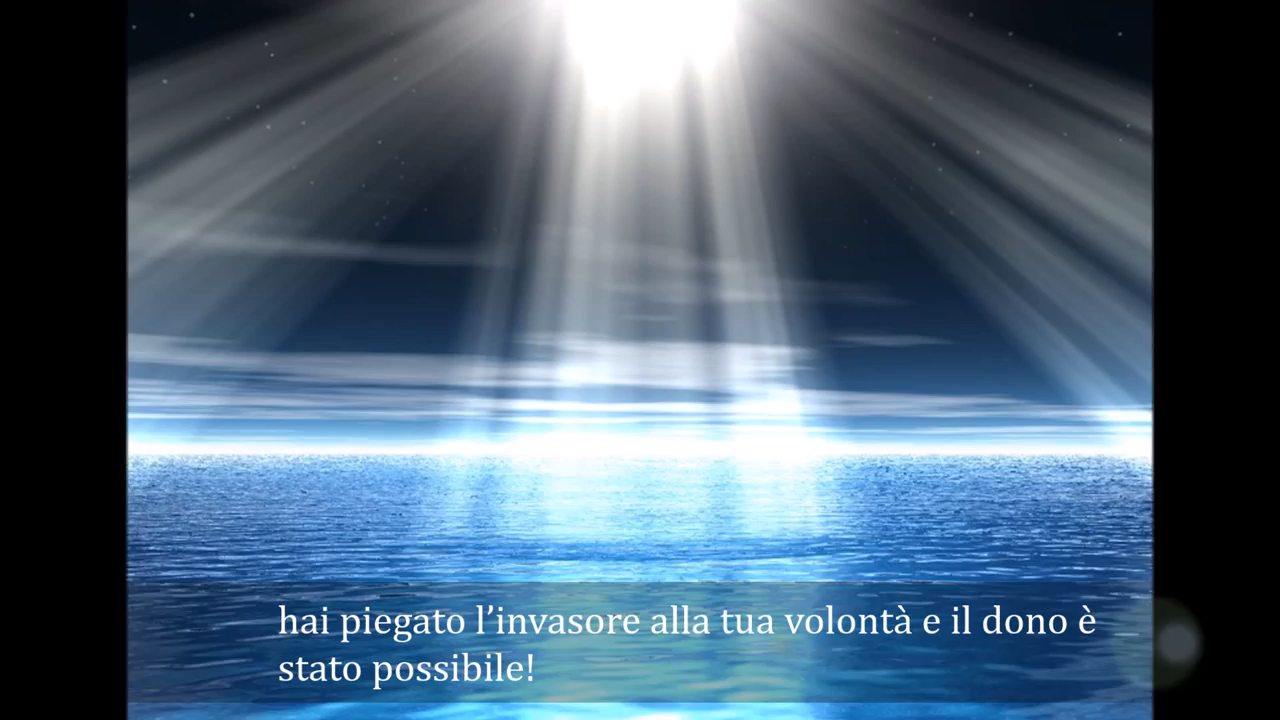 hai piegato l’invasore alla tua volontà e il dono è
stato possibile!